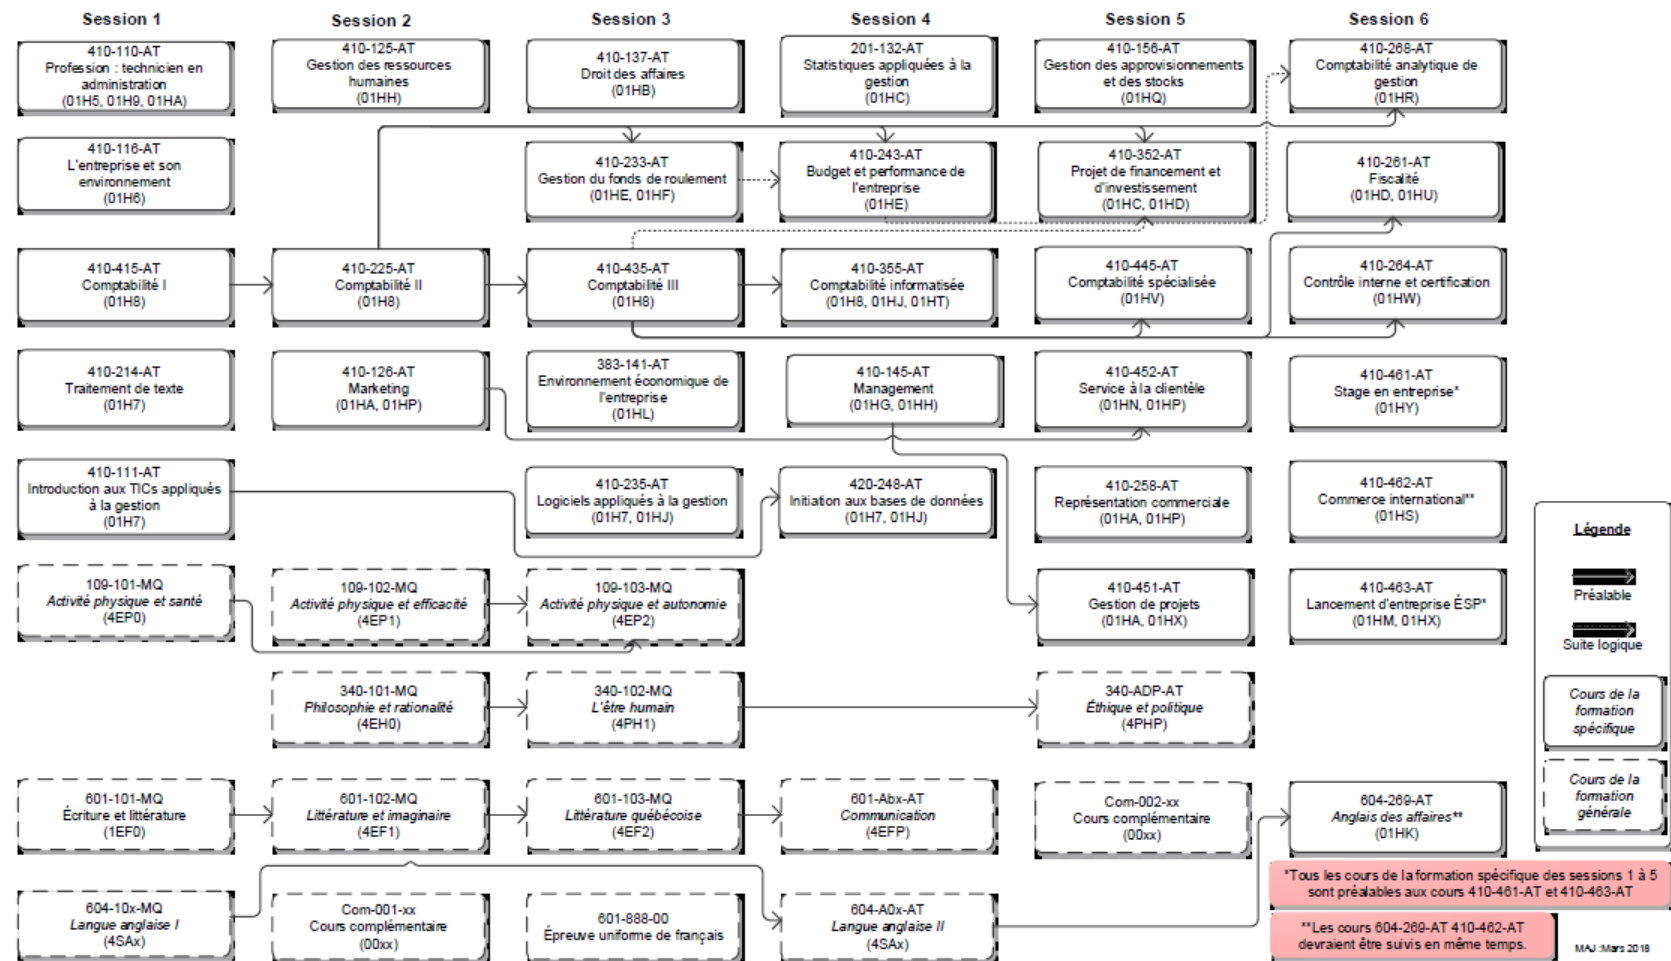 Session 1
410-110-AT
Profession : technicien en
administration
(01H5, 01H9, 01HA)
410-116-AT
L'entreprise et son
environnement
(01H6)
410-415-AT
Comptabilité I
(01H8)
410-214-AT
Traitement de texte
(01H7)
410-111-AT
Introduction aux TICs appliqués
à la gestion
(01H7)
109-101-MQ
Activité physique et santé
(4EP0)
601-101-MQ
Écriture et littérature
(1EF0)
604-10x-MQ
Langue anglaise I
(4SAx)
Session 2
410-125-AT
Gestion des ressources
humaines
(01HH)
410-225-AT
Comptabilité II
(01H8)
410-126-AT
Marketing
(01HA, 01HP)
109-102-MQ
Activité physique et efficacité
(4EP1)
340-101-MQ
Philosophie et rationalité
(4EH0)
601-102-MQ
Littérature et imaginaire
(4EF1)
Com-001-xx
Cours complémentaire
(00xx)
Session 3
410-137-AT
Droit des affaires
(01HB)
410-233-AT
Gestion du fonds de roulement
(01HE, 01HF)
410-435-AT
Comptabilité III
(01H8)
383-141-AT
Environnement économique de
l'entreprise
(01HL)
410-235-AT
Logiciels appliqués à la gestion
(01H7, 01HJ)
109-103-MQ
Activité physique et autonomie
(4EP2)
340-102-MQ
L'être humain
(4PH1)
601-103-MQ
Littérature québécoise
(4EF2)
601-888-00
Épreuve uniforme de français
Session 4
201-132-AT
Statistiques appliquées à la
gestion
(01HC)
410-243-AT
Budget et performance de
l'entreprise
(01HE)
410-355-AT
Comptabilité informatisée
(01H8, 01HJ, 01HT)
410-145-AT
Management
(01HG, 01HH)
420-248-AT
Initiation aux bases de données
(01H7, 01HJ)
601-Abx-AT
Communication
(4EFP)
604-A0x-AT
Langue anglaise II
(4SAx)
Session 5
410-156-AT
Gestion des approvisionnements
et des stocks
(01HQ)
410-352-AT
Projet de financement et
d'investissement
(01HC, 01HD)
410-445-AT
Comptabilité spécialisée
(01HV)
410-452-AT
Service à la clientèle
(01HN, 01HP)
410-258-AT
Représentation commerciale
(01HA, 01HP)
410-451-AT
Gestion de projets
(01HA, 01HX)
340-ADP-AT
Éthique et politique
(4PHP)
Com-002-xx
Cours complémentaire
(00xx)
Session 6
410-268-AT
Comptabilité analytique de
gestion
(01HR)
410-261-AT
Fiscalité
(01HD, 01HU)
410-264-AT
Contrôle interne et certification
(01HW)
410-461-AT
Stage en entreprise*
(01HY)
410-462-AT
Commerce international**
(01HS)
410-463-AT
Lancement d'entreprise ÉSP*
(01HM, 01HX)
604-269-AT
Anglais des affaires**
(01HK)
Légende
Préalable
Suite logique
Cours de la
formation
spécifique
Cours de la
formation
générale
*Tous les cours de la formation spécifique des sessions 1 à 5
sont préalables aux cours 410-461-AT et 410-463-AT
**Les cours 604-269-AT 410-462-AT
devraient être suivis en même temps.
MAJ :Mars 2018